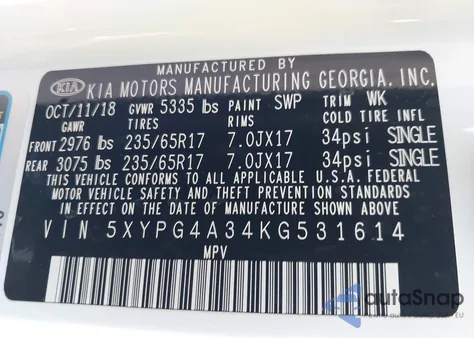 MANUFACTURED BY
KIA KIA MOTORS MANUFACTURING GEORGIA, INC.
OCT/11/18 GVWR 5335 lbs PAINT SWP TRIM WK
GAWR TIRES RIMS COLD TIRE INFL
FRONT 2976 lbs 235/65R17 7.0JX17 34psi SINGLE
REAR 3075 lbs 235/65R17 7.0JX17 34psi SINGLE
THIS VEHICLE CONFORMS TO ALL APPLICABLE U.S.A. FEDERAL
MOTOR VEHICLE SAFETY AND THEFT PREVENTION STANDARDS
IN EFFECT ON THE DATE OF MANUFACTURE SHOWN ABOVE
VIN 5XYPG4A34KG531614
MPV
autoSnap